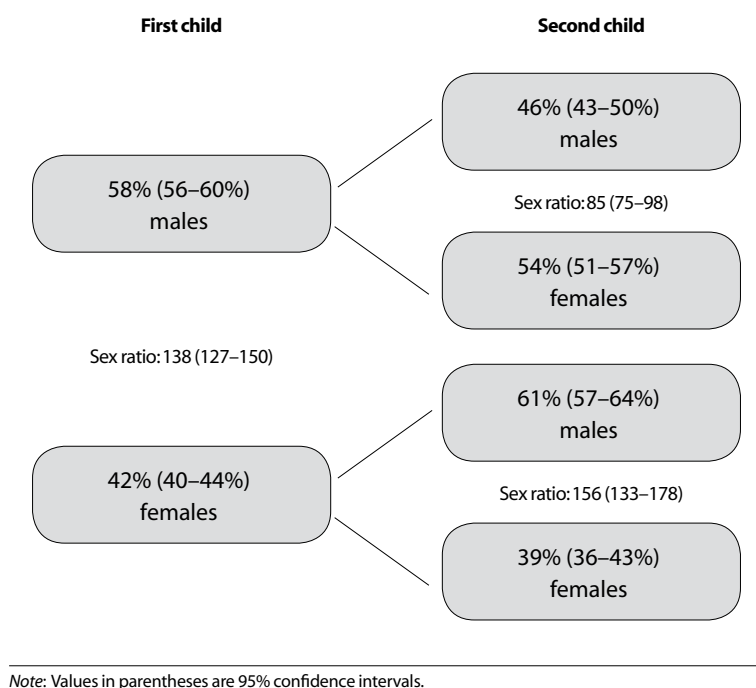 First child
Second child
46% (43–50%)
males
58% (56–60%)
males
Sex ratio: 85 (75–98)
54% (51–57%)
females
Sex ratio: 138 (127–150)
61% (57–64%)
males
42% (40–44%)
females
Sex ratio: 156 (133–178)
39% (36–43%)
females
Note: Values in parentheses are 95% confidence intervals.